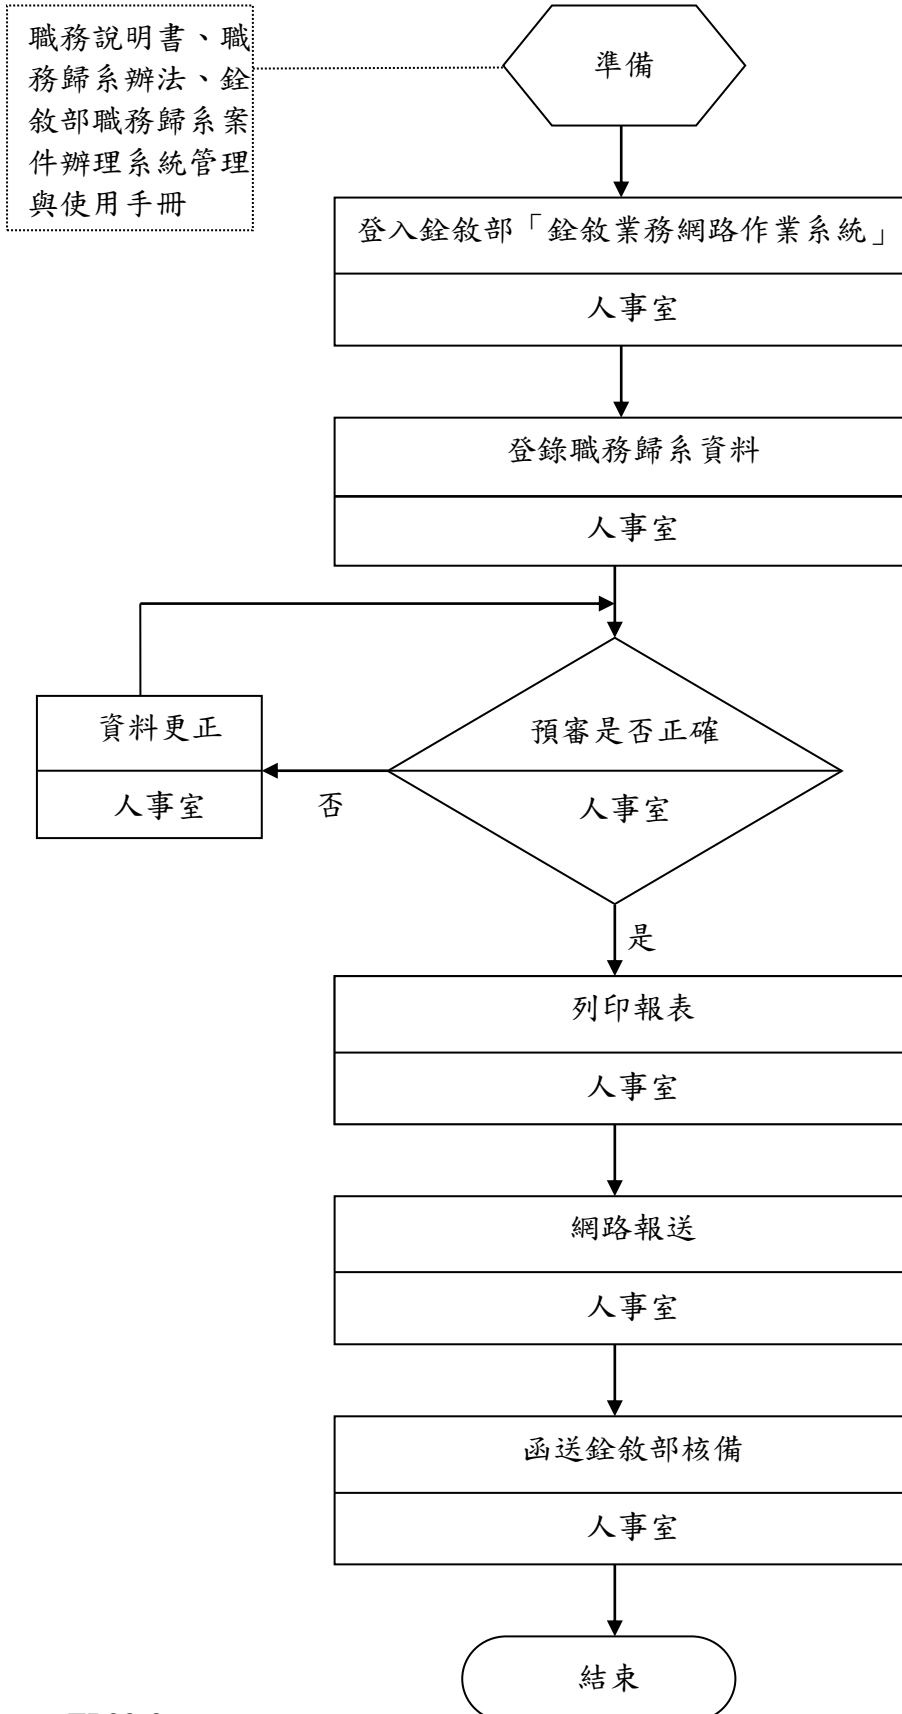 職務說明書、職
務歸系辦法、銓
敘部職務歸系案
件辦理系統管理
與使用手冊
準備
登入銓敘部「銓敘業務網路作業系統」
人事室
登錄職務歸系資料
人事室
資料更正
人事室
否
預審是否正確
人事室
是
列印報表
人事室
網路報送
人事室
函送銓敘部核備
人事室
結束